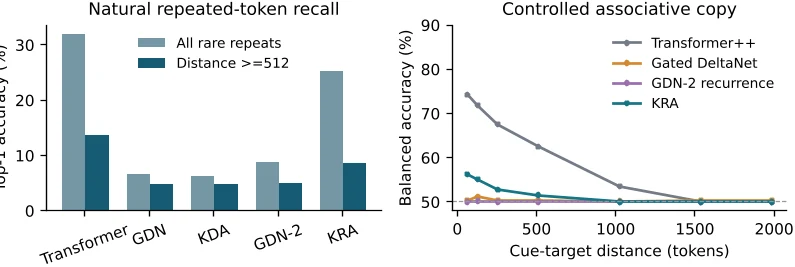 Natural repeated-token recall
accuracy (%)
30
20
10
0
All rare repeats
Distance >=512
Transformer
GDN
KDA
GDN-2
KRA
Controlled associative copy
Balanced accuracy (%)
90
80
70
60
50
Transformer++
Gated DeltaNet
GDN-2 recurrence
KRA
0
500
1000
1500
2000
Cue-target distance (tokens)